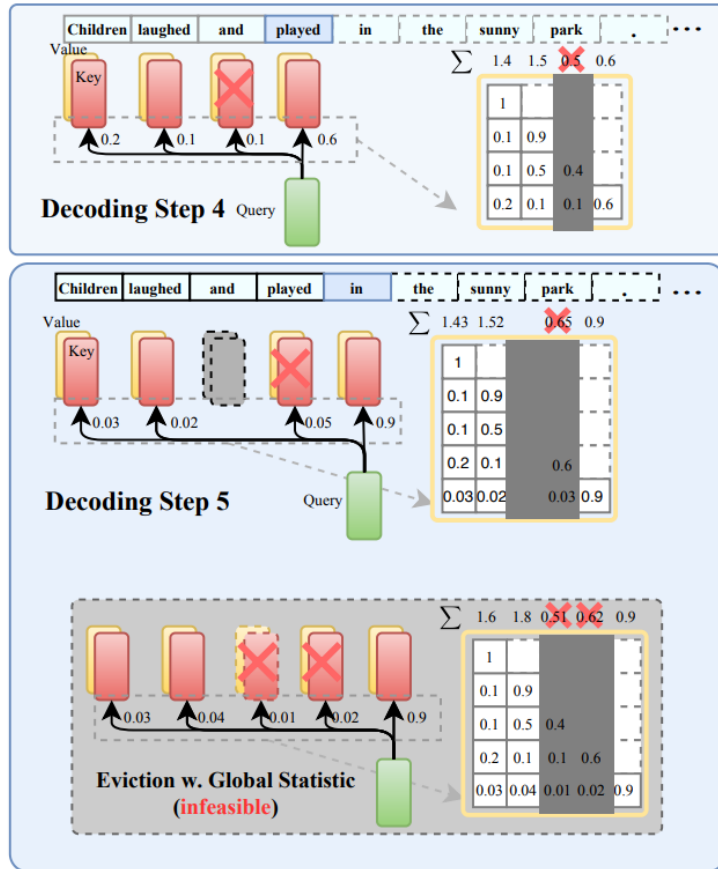 Children laughed and played in the sunny park . ...
Value
∑ 1.4 1.5 0.5 0.6
Key
1
0.1 0.9
0.2 0.1 0.1 0.6
0.1 0.5 0.4
Decoding Step 4
Query
0.2 0.1 0.1 0.6
Children laughed and played in the sunny park . ...
Value
∑ 1.43 1.52 0.65 0.9
Key
1
0.1 0.9
0.03 0.02 0.05 0.9
0.1 0.5
0.2 0.1 0.6
Decoding Step 5
Query
0.03 0.02 0.03 0.9
∑ 1.6 1.8 0.51 0.62 0.9
1
0.1 0.9
0.03 0.04 0.01 0.02 0.9
0.1 0.5 0.4
0.2 0.1 0.1 0.6
Eviction w. Global Statistic
(infeasible)
0.03 0.04 0.01 0.02 0.9